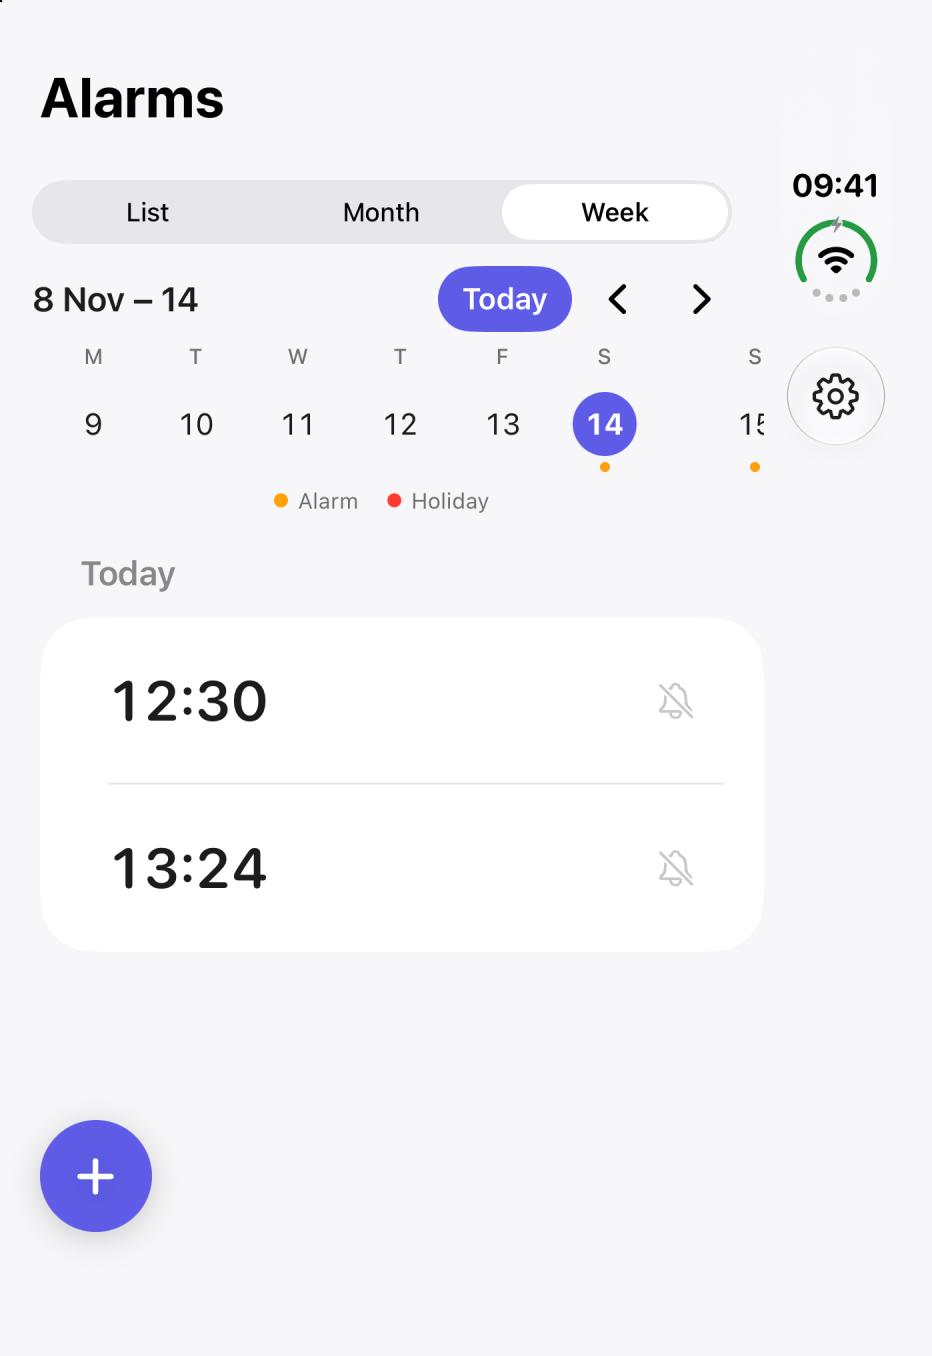 Alarms
09:41
List Month Week
8 Nov – 14 Today
M T W T F S S
9 10 11 12 13 14 15
Alarm Holiday
Today
12:30
13:24